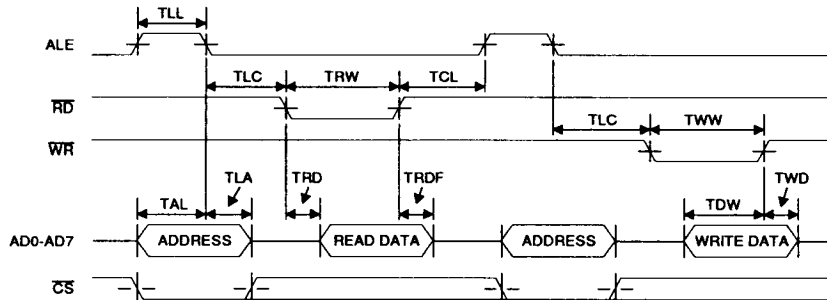 TLL
ALE
TLC TRW TCL
RD
TLC TWW
WR
TLA TRD TRDF TWD
TAL TDW
AD0-AD7 ADDRESS READ DATA ADDRESS WRITE DATA
CS